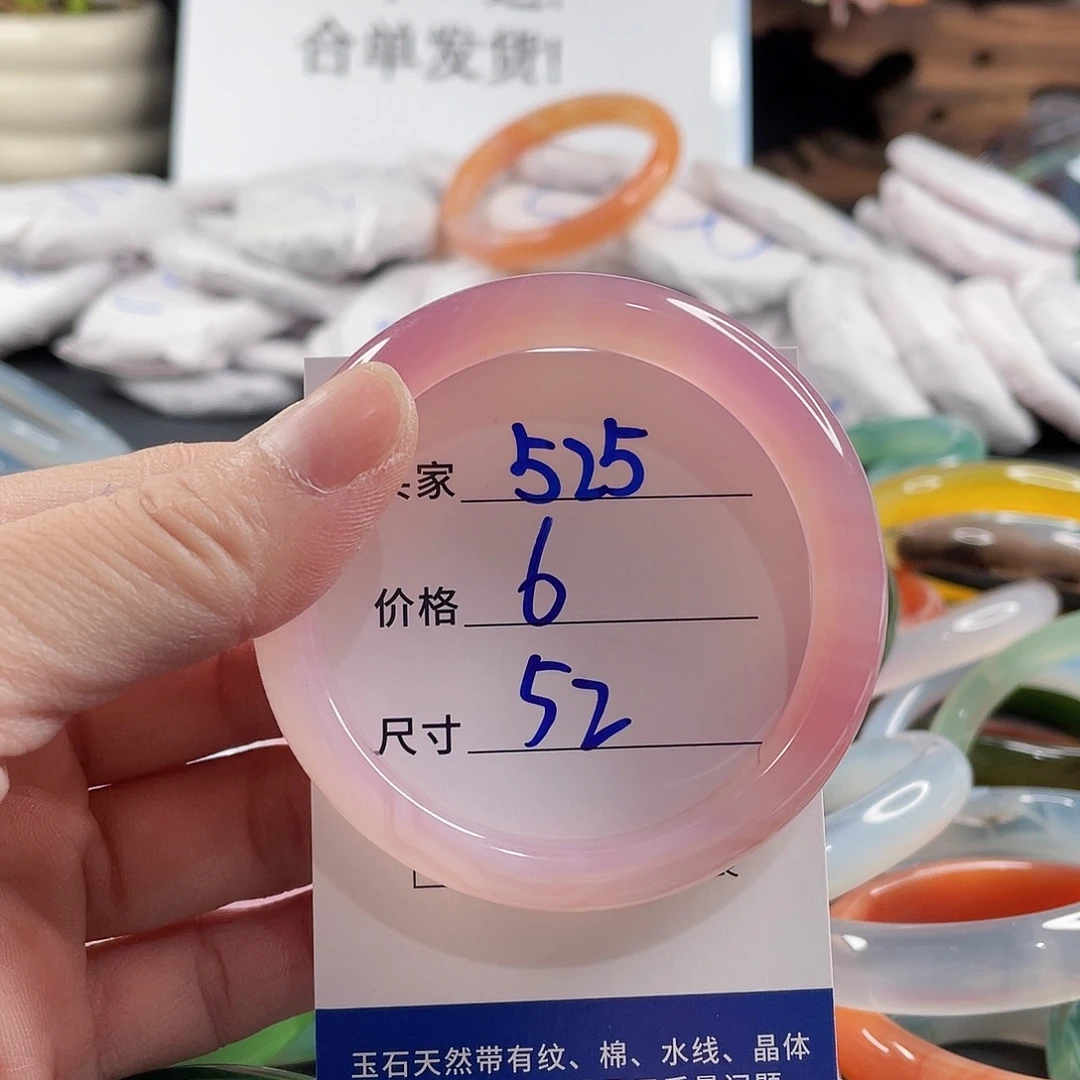 合单发货!
家 525
价格 6
尺寸 52
玉石天然带有纹、棉、水线、晶体